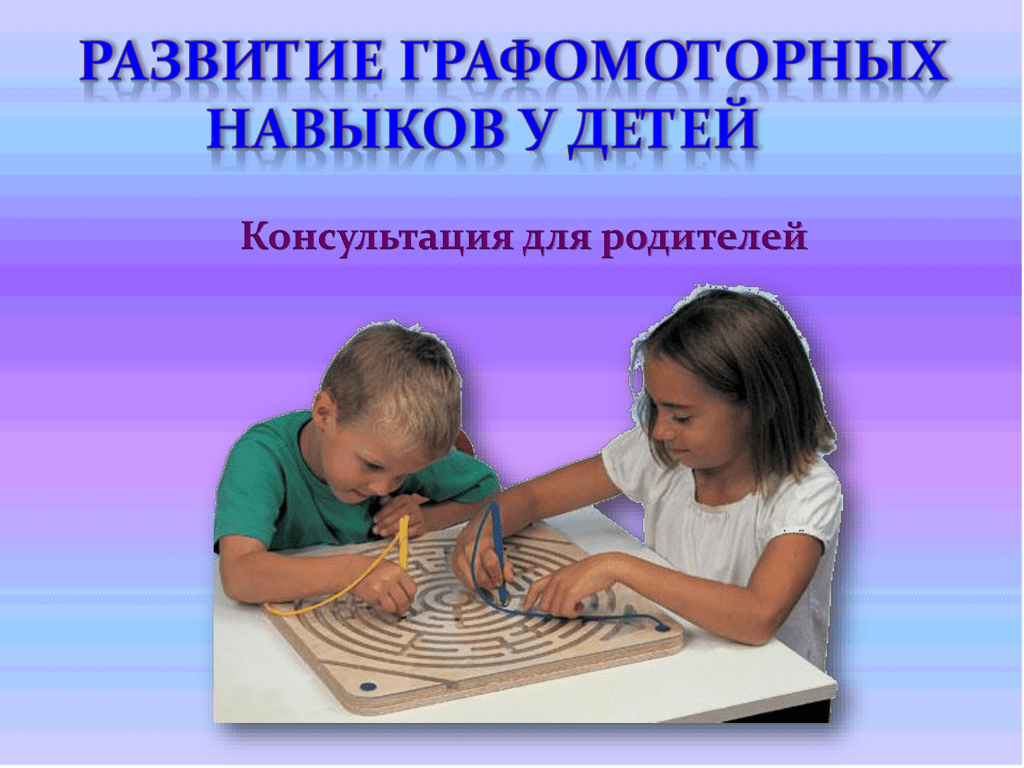 РАЗВИТИЕ ГРАФОМОТОРНЫХ
НАВЫКОВ У ДЕТЕЙ
Консультация для родителей